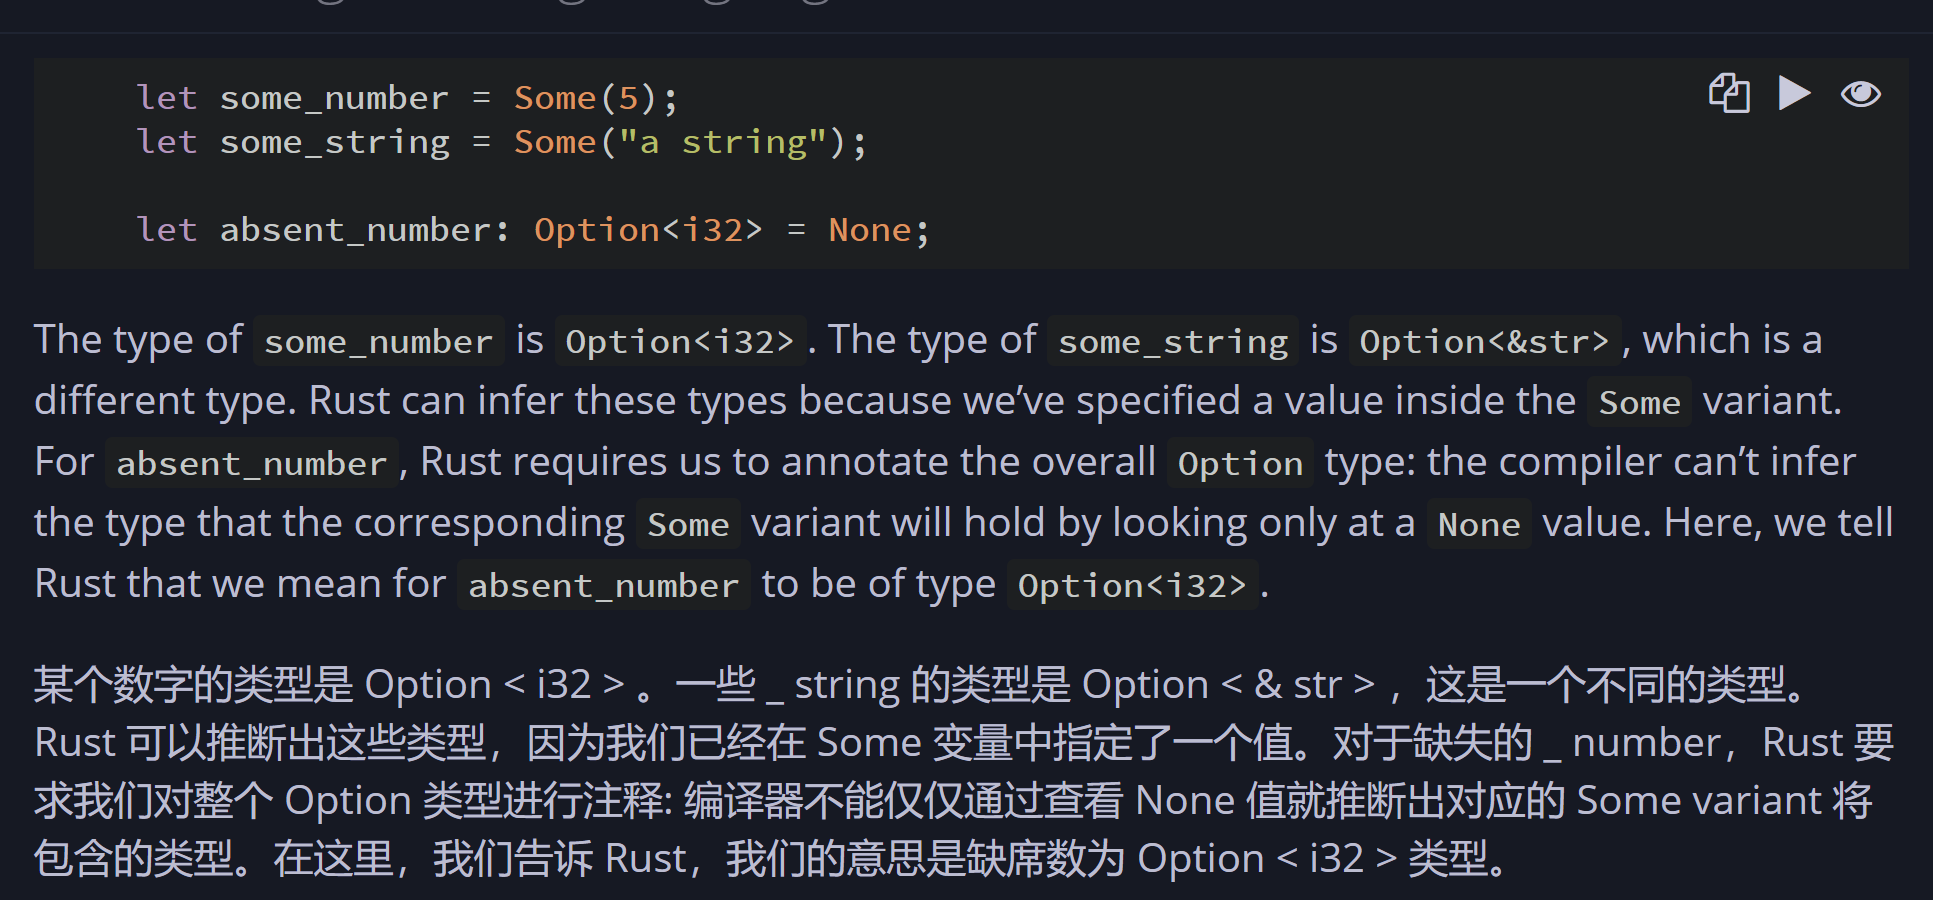 let some_number = Some(5);
let some_string = Some("a string");
let absent_number: Option<i32> = None;
The type of some_number is Option<i32>. The type of some_string is Option<&str>, which is a
different type. Rust can infer these types because we’ve specified a value inside the Some variant.
For absent_number, Rust requires us to annotate the overall Option type: the compiler can’t infer
the type that the corresponding Some variant will hold by looking only at a None value. Here, we tell
Rust that we mean for absent_number to be of type Option<i32>.
某个数字的类型是 Option < i32 > 。一些 _ string 的类型是 Option < & str > ，这是一个不同的类型。
Rust 可以推断出这些类型，因为我们已经在 Some 变量中指定了一个值。对于缺失的 _ number，Rust 要
求我们对整个 Option 类型进行注释: 编译器不能仅仅通过查看 None 值就推断出对应的 Some variant 将
包含的类型。在这里，我们告诉 Rust，我们的意思是缺席数为 Option < i32 > 类型。